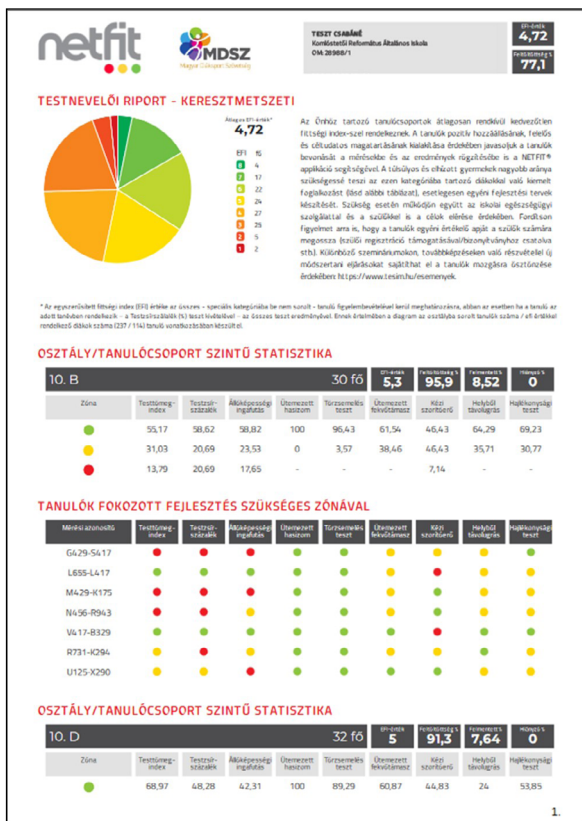 netfit
MDSZ
Magyar Diáksport Szövetség
TESZT CSABÁNÉ
Komlóstetői Református Általános Iskola
OM: 28988/1
EFI-érték
4,72
Feltöltöttség %
77,1
TESTNEVELŐI RIPORT - KERESZTMETSZETI
Átlagos EFI-érték*
4,72
EFI %
8 4
7 17
6 22
5 24
4 27
3 25
2 5
1 2
Az Önhöz tartozó tanulócsoportok átlagosan rendkívül kedvezőtlen
fittségi index-szel rendelkeznek. A tanulók pozitív hozzáállásának, felelős
és céltudatos magatartásának kialakítása érdekében javasoljuk a tanulók
bevonását a mérésekbe és az eredmények rögzítésébe is a NETFIT®
applikáció segítségével. A túlsúlyos és elhízott gyermekek nagyobb aránya
szükségessé teszi az ezen kategóriába tartozó diákokkal való kiemelt
foglalkozást (lásd alábbi táblázat), esetlegesen egyéni fejlesztési tervek
készítését. Szükség esetén működjön együtt az iskolai egészségügyi
szolgálattal és a szülőkkel is a célok elérése érdekében. Fordítson
figyelmet arra is, hogy a tanulók egyéni értékelő apját a szülők számára
megossza (szülői regisztráció támogatásával/bizonyítványhoz csatolva
stb). Különböző szemináriumokon, továbbképzéseken való részvétellel új
módszertani eljárásokat sajátíthat el a tanulók mozgásra ösztönzése
érdekében: https://www.tesim.hu/esemenyek.
* Az egyszerűsített fittségi index (EFI) értéke az összes – speciális kategóriába be nem sorolt – tanuló figyelembevételével kerül meghatározásra, abban az esetben ha a tanuló az
adott tanévben rendelkezik – a Testzsírszázalék (%) teszt kivételével – az összes teszt eredményével. Ennek értelmében a diagram az osztályba sorolt tanulók száma / efi értékkel
rendelkező diákok száma (237 / 114) tanuló vonatkozásában készült el.
OSZTÁLY/TANULÓCSOPORT SZINTŰ STATISZTIKA
10. B 30 fő EFI-érték 5,3 Feltöltöttség % 95,9 Felmentett % 8,52 Hiányzó % 0
Zóna Testtömeg-index Testzsír-százalék Állóképességi ingafutás Ütemezett hasizom Törzsemelés teszt Ütemezett fekvőtámasz Kézi szorítóerő Helyből távolugrás Hajlékonysági teszt
55,17 58,62 58,82 100 96,43 61,54 46,43 64,29 69,23
31,03 20,69 23,53 0 3,57 38,46 46,43 35,71 30,77
13,79 20,69 17,65 - - - 7,14 - -
TANULÓK FOKOZOTT FEJLESZTÉS SZÜKSÉGES ZÓNÁVAL
Mérési azonosító Testtömeg-index Testzsír-százalék Állóképességi ingafutás Ütemezett hasizom Törzsemelés teszt Ütemezett fekvőtámasz Kézi szorítóerő Helyből távolugrás Hajlékonysági teszt
G429-S417
L655-L417
M429-K175
N456-R943
V417-B329
R731-K294
U125-X290
OSZTÁLY/TANULÓCSOPORT SZINTŰ STATISZTIKA
10. D 32 fő EFI-érték 5 Feltöltöttség % 91,3 Felmentett % 7,64 Hiányzó % 0
Zóna Testtömeg-index Testzsír-százalék Állóképességi ingafutás Ütemezett hasizom Törzsemelés teszt Ütemezett fekvőtámasz Kézi szorítóerő Helyből távolugrás Hajlékonysági teszt
68,97 48,28 42,31 100 89,29 60,87 44,83 24 53,85
1.